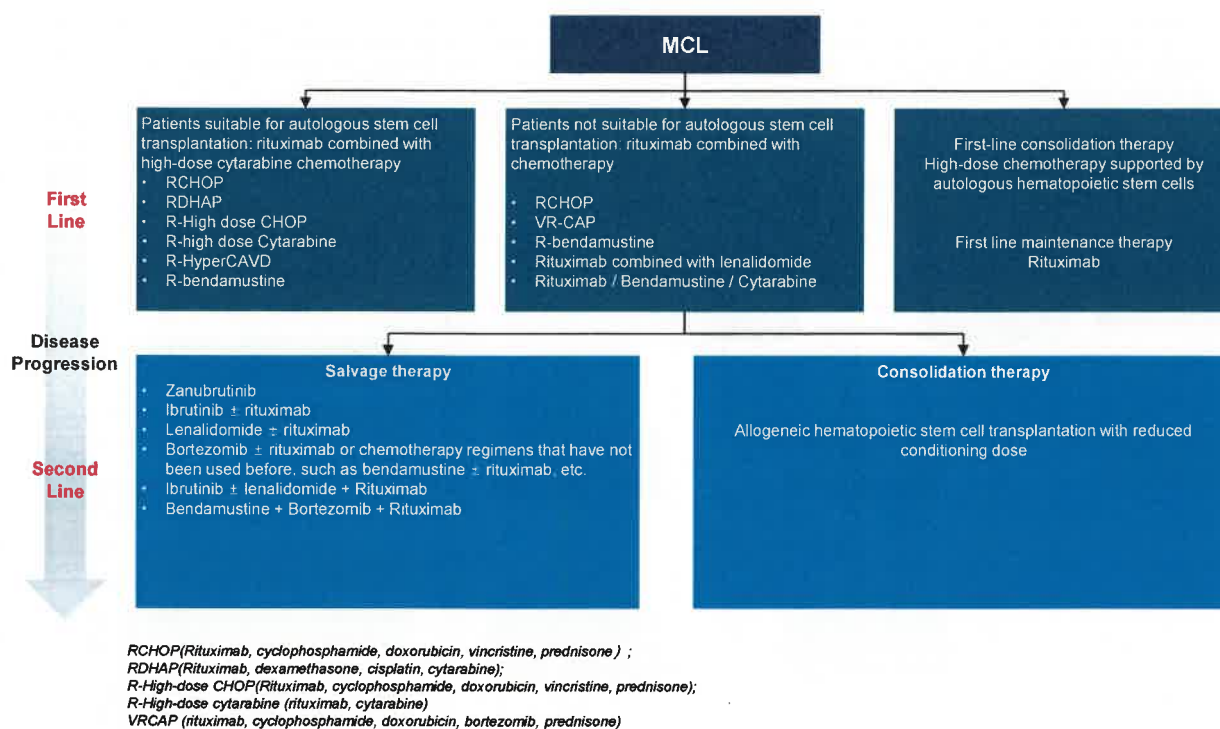 MCL
Patients suitable for autologous stem cell
transplantation: rituximab combined with
high-dose cytarabine chemotherapy
• RCHOP
• RDHAP
• R-High dose CHOP
• R-high dose Cytarabine
• R-HyperCAVD
• R-bendamustine
Patients not suitable for autologous stem cell
transplantation: rituximab combined with
chemotherapy
• RCHOP
• VR-CAP
• R-bendamustine
• Rituximab combined with lenalidomide
• Rituximab / Bendamustine / Cytarabine
First-line consolidation therapy
High-dose chemotherapy supported by
autologous hematopoietic stem cells
First line maintenance therapy
Rituximab
First
Line
Disease
Progression
Second
Line
Salvage therapy
• Zanubrutinib
• Ibrutinib ± rituximab
• Lenalidomide ± rituximab
• Bortezomib ± rituximab or chemotherapy regimens that have not
been used before, such as bendamustine ± rituximab, etc.
• Ibrutinib ± lenalidomide + Rituximab
• Bendamustine + Bortezomib + Rituximab
Consolidation therapy
Allogeneic hematopoietic stem cell transplantation with reduced
conditioning dose
RCHOP(Rituximab, cyclophosphamide, doxorubicin, vincristine, prednisone) ;
RDHAP(Rituximab, dexamethasone, cisplatin, cytarabine);
R-High-dose CHOP(Rituximab, cyclophosphamide, doxorubicin, vincristine, prednisone);
R-High-dose cytarabine (rituximab, cytarabine)
VRCAP (rituximab, cyclophosphamide, doxorubicin, bortezomib, prednisone)